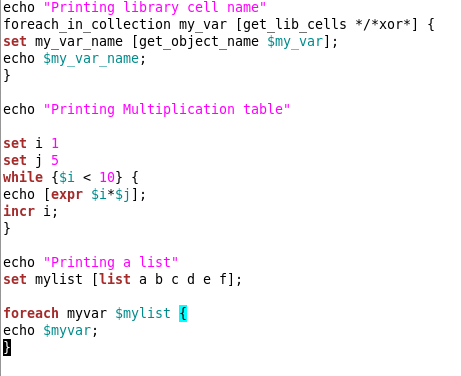 echo "Printing library cell name"
foreach_in_collection my_var [get_lib_cells */*xor*] {
set my_var_name [get_object_name $my_var];
echo $my_var_name;
}
echo "Printing Multiplication table"
set i 1
set j 5
while {$i < 10} {
echo [expr $i*$j];
incr i;
}
echo "Printing a list"
set mylist [list a b c d e f];
foreach myvar $mylist {
echo $myvar;
}